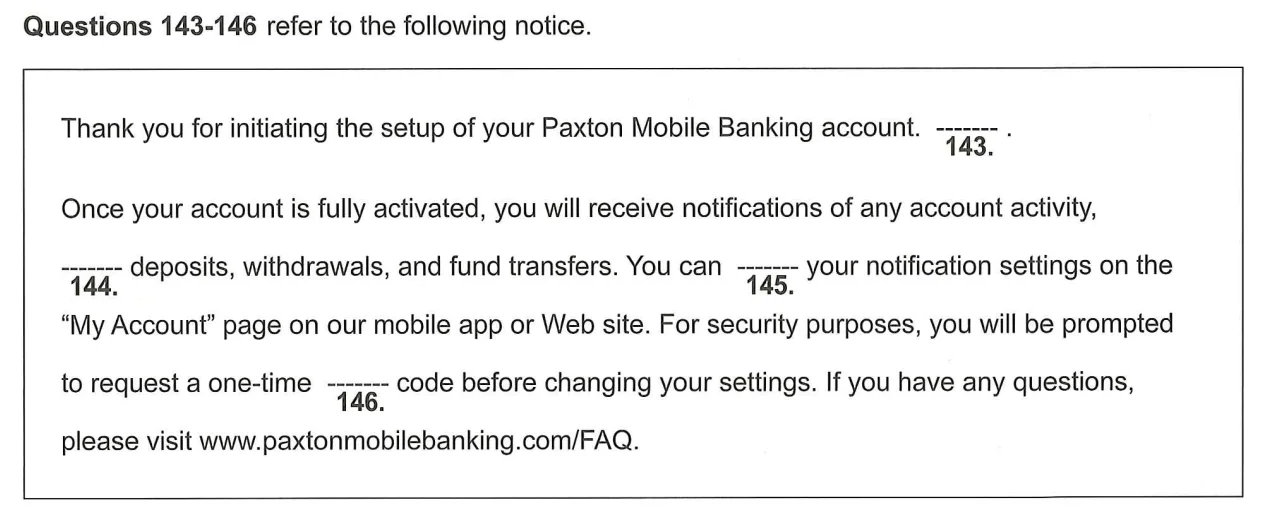 Questions 143-146 refer to the following notice.
Thank you for initiating the setup of your Paxton Mobile Banking account. ------- .
143.
Once your account is fully activated, you will receive notifications of any account activity,
------- deposits, withdrawals, and fund transfers. You can ------- your notification settings on the
144. 145.
“My Account” page on our mobile app or Web site. For security purposes, you will be prompted
to request a one-time ------- code before changing your settings. If you have any questions,
146.
please visit www.paxtonmobilebanking.com/FAQ.